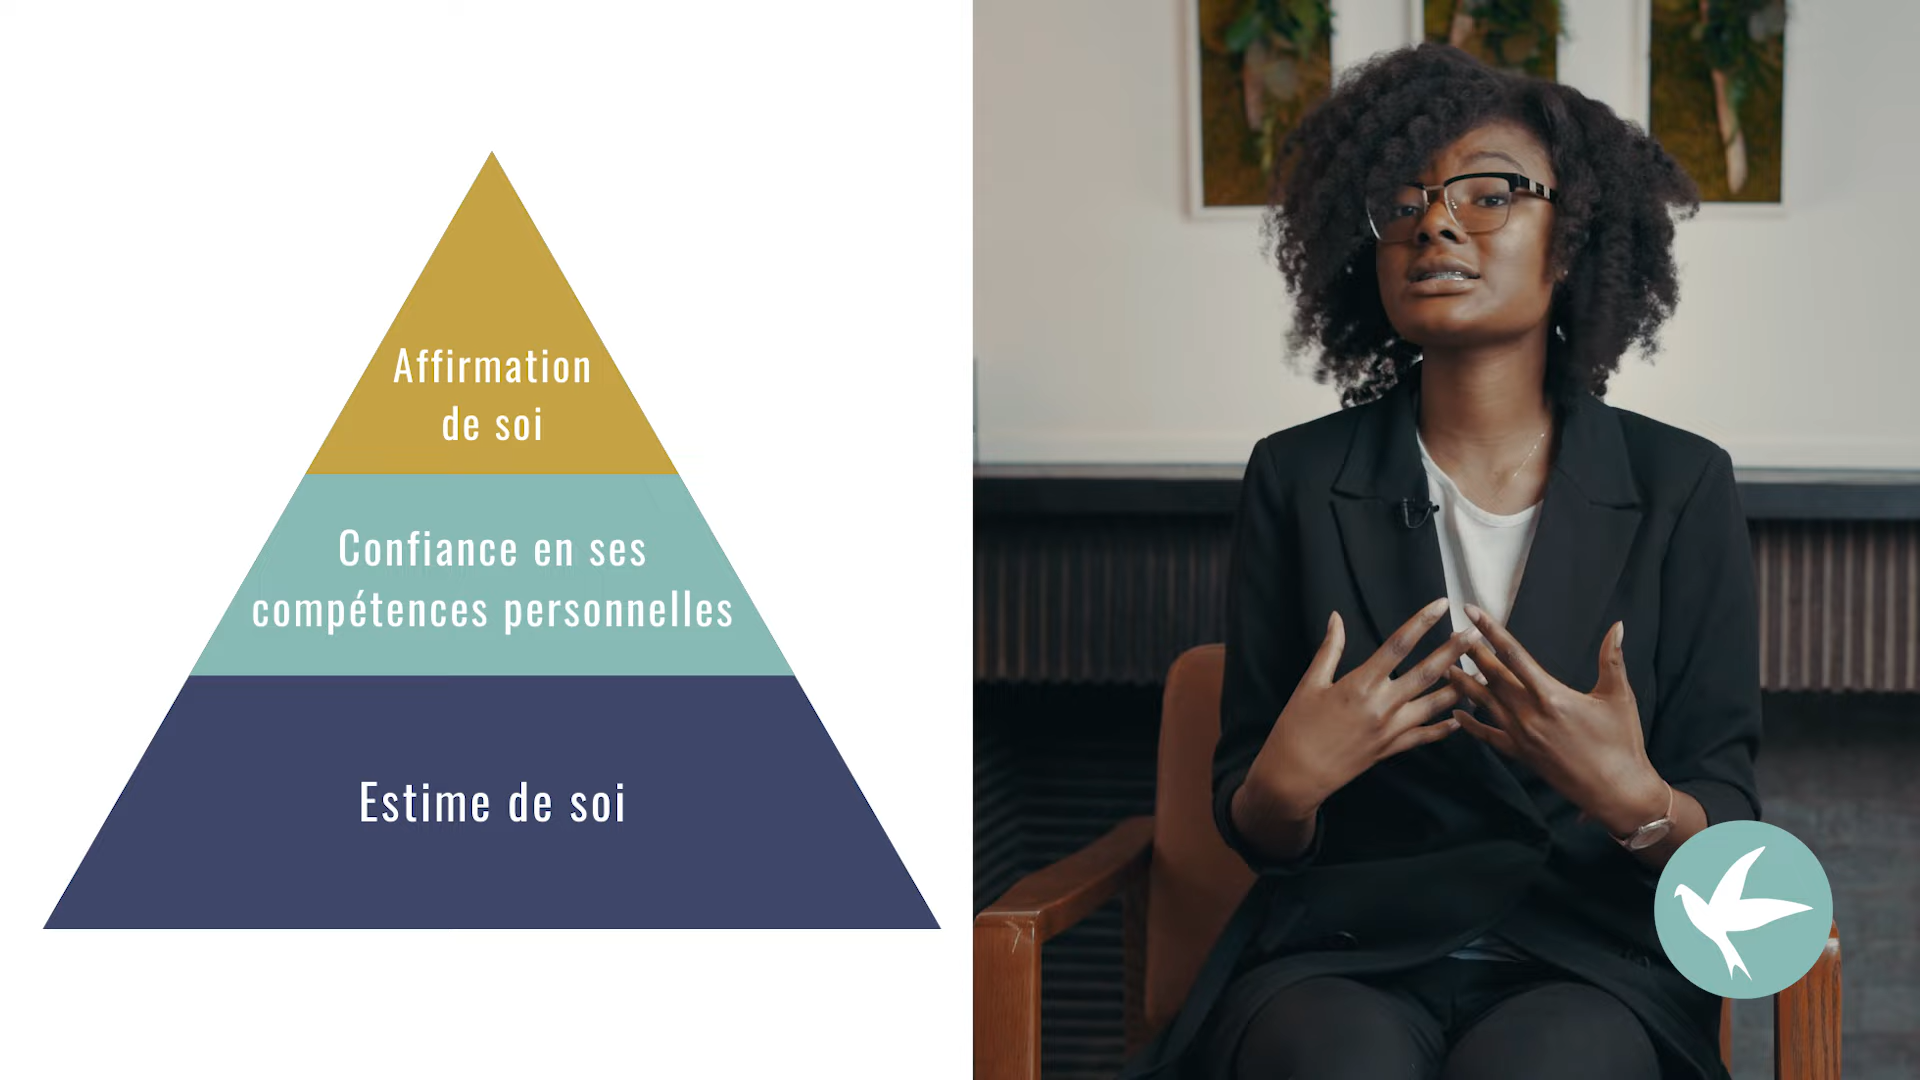 Affirmation
de soi
Confiance en ses
compétences personnelles
Estime de soi